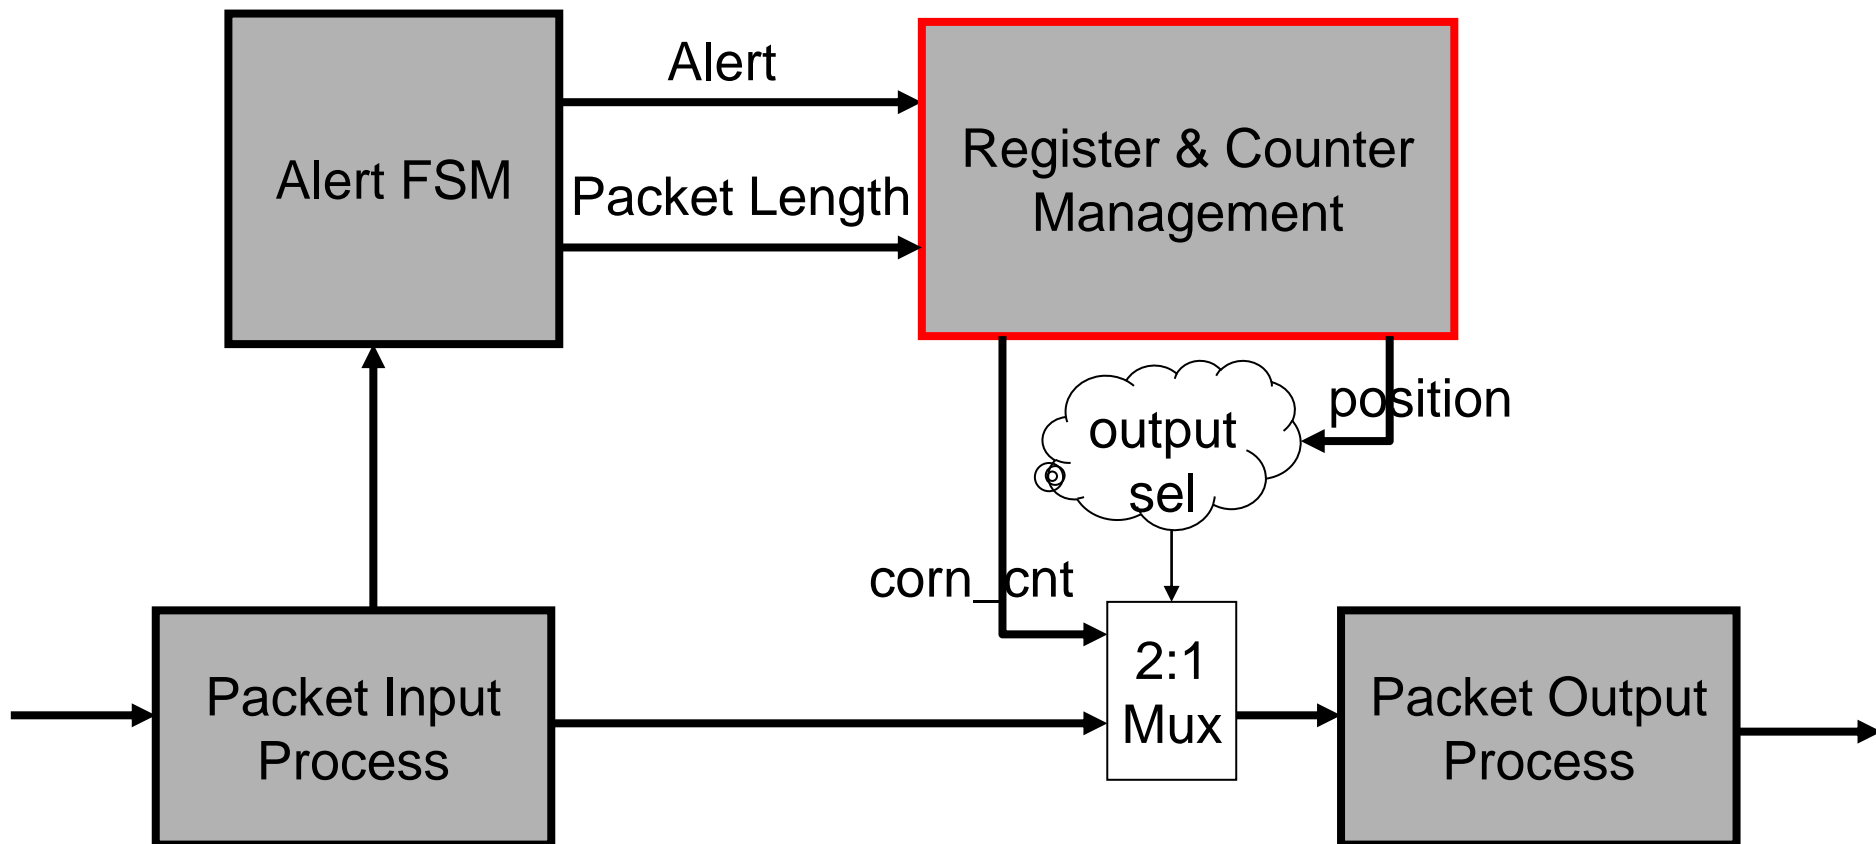 Alert
Alert FSM
Packet Length
Register & Counter
Management
position
output
sel
corn_cnt
2:1
Mux
Packet Input
Process
Packet Output
Process